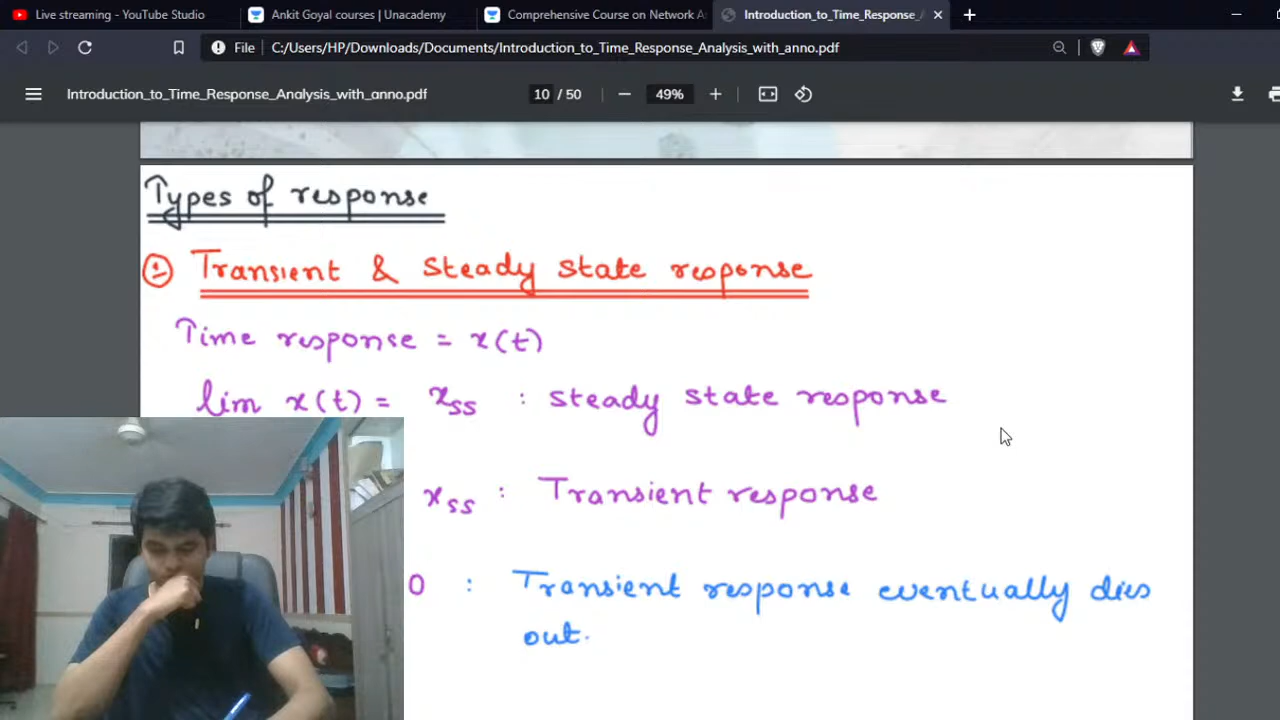 Live streaming - YouTube Studio
Ankit Goyal courses | Unacademy
Comprehensive Course on Network A
Introduction_to_Time_Response_A
File C:/Users/HP/Downloads/Documents/Introduction_to_Time_Response_Analysis_with_anno.pdf
Introduction_to_Time_Response_Analysis_with_anno.pdf
10 / 50
49%
Types of response
① Transient & steady state response
Time response = x(t)
lim x(t) = xss : steady state response
xss : Transient response
0 : Transient response eventually dies
out.